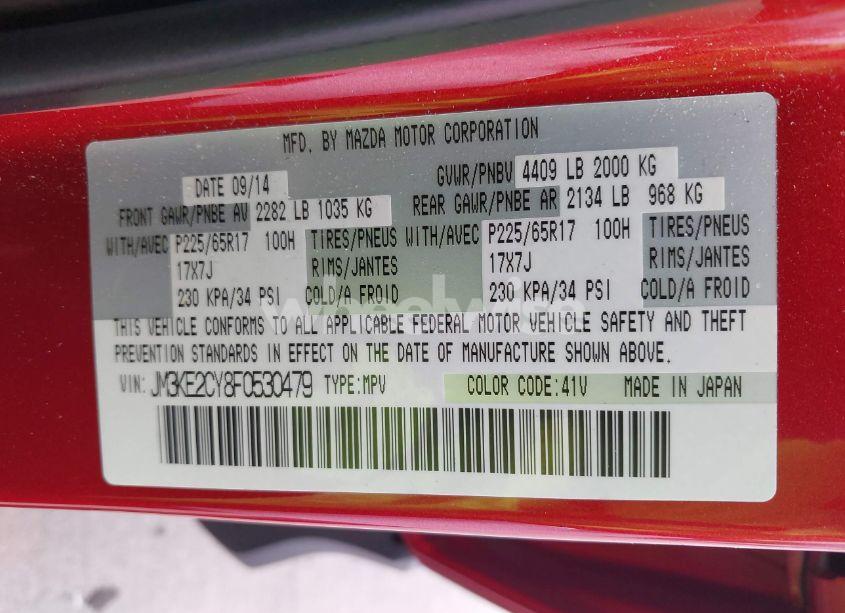 MFD. BY MAZDA MOTOR CORPORATION
DATE 09/14 GVWR/PNBV 4409 LB 2000 KG
FRONT GAWR/PNBE AV 2282 LB 1035 KG REAR GAWR/PNBE AR 2134 LB 968 KG
WITH/AVEC P225/65R17 100H TIRES/PNEUS WITH/AVEC P225/65R17 100H TIRES/PNEUS
17X7J RIMS/JANTES 17X7J RIMS/JANTES
230 KPA/34 PSI COLD/A FROID 230 KPA/34 PSI COLD/A FROID
THIS VEHICLE CONFORMS TO ALL APPLICABLE FEDERAL MOTOR VEHICLE SAFETY AND THEFT
PREVENTION STANDARDS IN EFFECT ON THE DATE OF MANUFACTURE SHOWN ABOVE.
VIN: JM3KE2CY8F0530479 TYPE:MPV COLOR CODE:41V MADE IN JAPAN